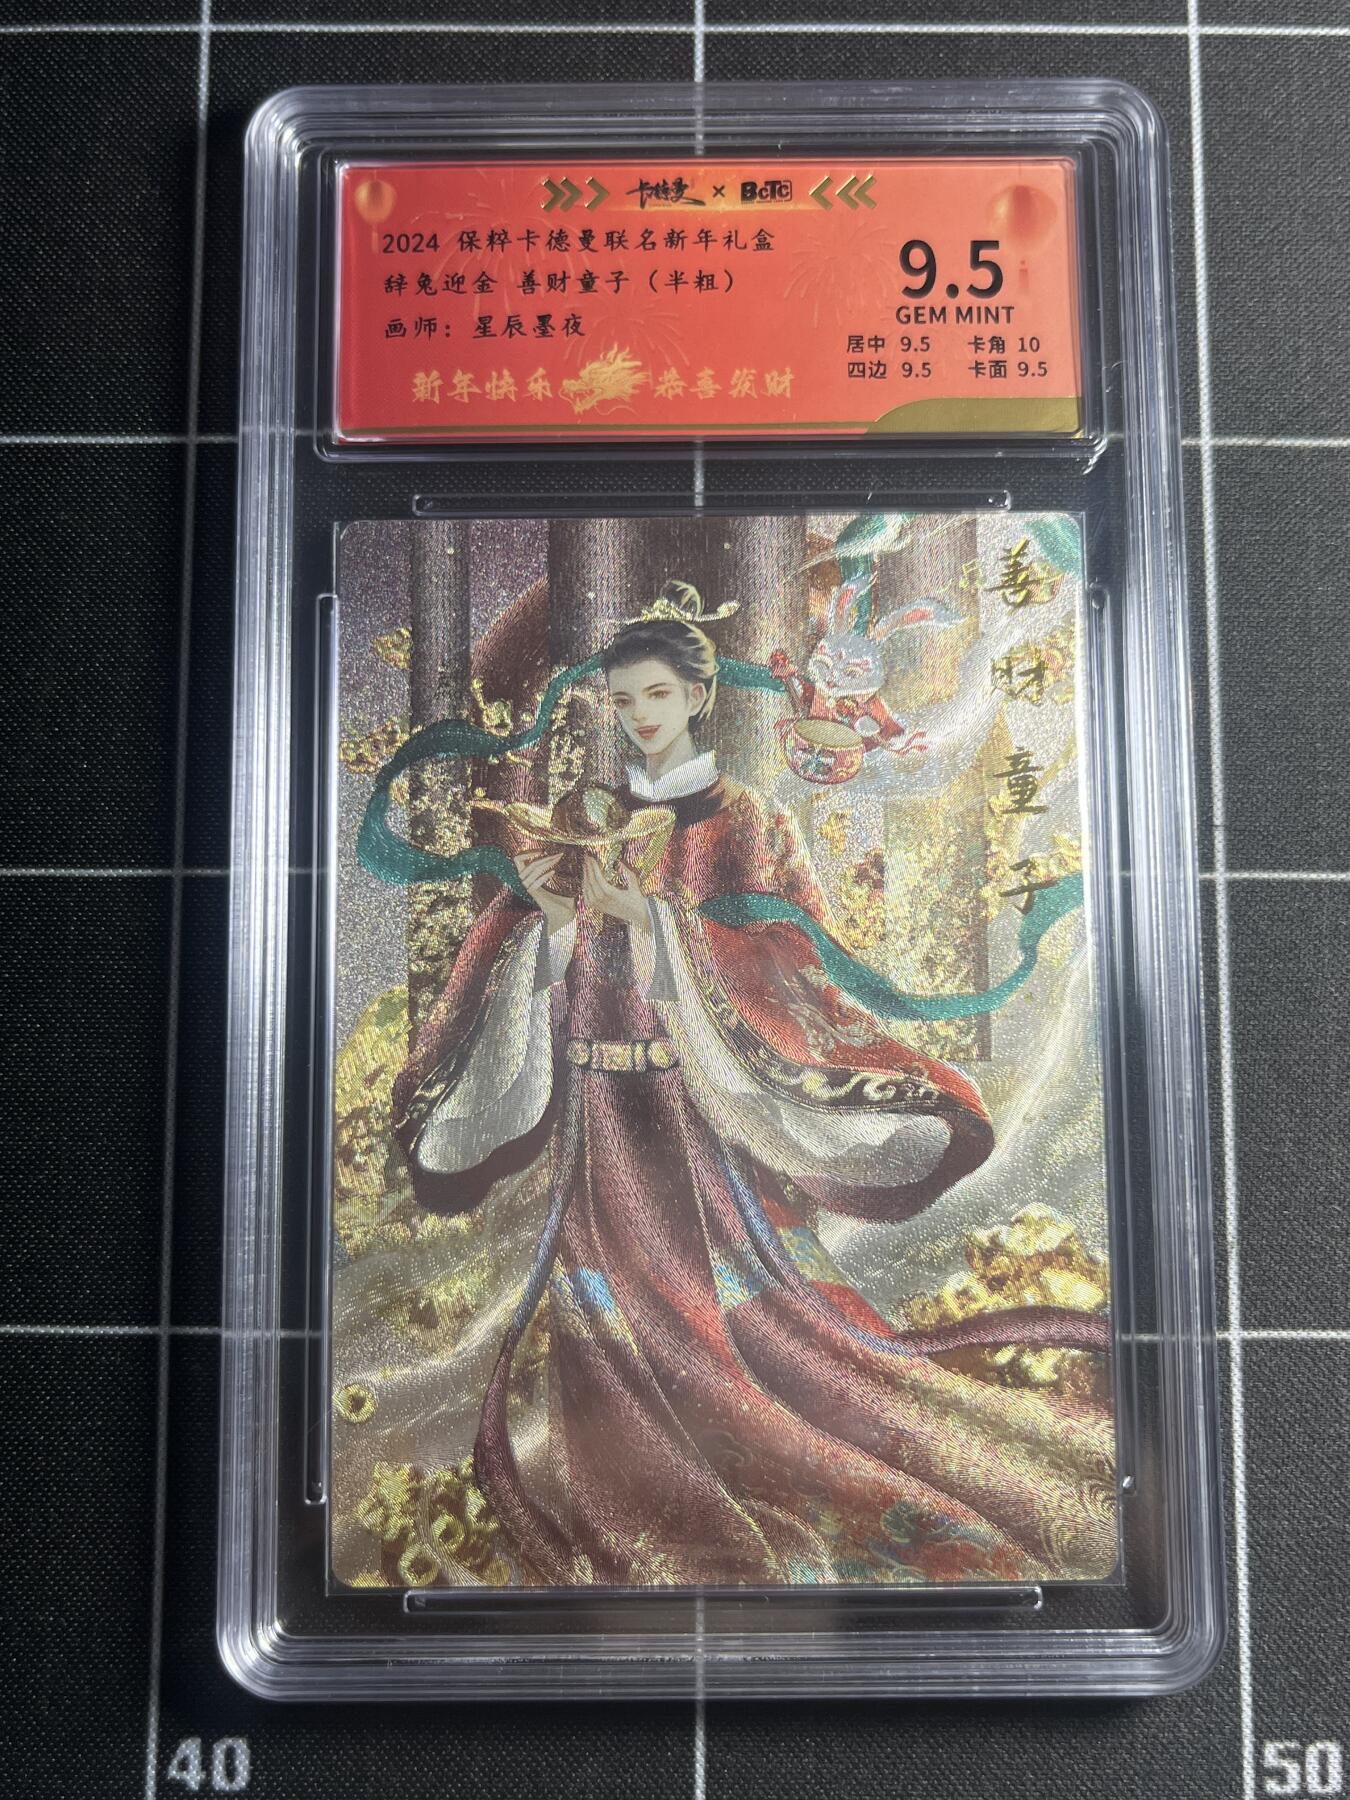 卡德曼 × BCTC
2024 保粹卡德曼联名新年礼盒
辞兔迎金 善财童子（半粗）
画师：星辰墨夜
新年快乐 恭喜发财
9.5
GEM MINT
居中 9.5 卡角 10
四边 9.5 卡面 9.5
善财童子
40
50